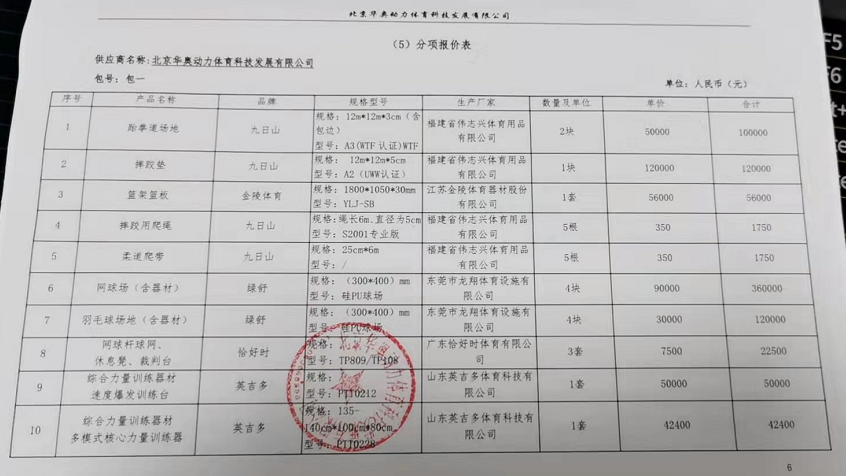 北京华奥动力体育科技发展有限公司
(5)分项报价表
供应商名称: 北京华奥动力体育科技发展有限公司
包号: 包一 单位: 人民币(元)
序号 产品名称 品牌 规格型号 生产厂家 数量及单位 单价 合计
1 跆拳道场地 九日山 规格: 12m*12m*3cm(含包边) 型号: A3(WTF 认证)WTF 福建省伟志兴体育用品有限公司 2块 50000 100000
2 摔跤垫 九日山 规格: 12m*12m*5cm 型号: A2(UWW认证) 福建省伟志兴体育用品有限公司 1块 120000 120000
3 篮架篮板 金陵体育 规格: 1800*1050*30mm 型号: YLJ-SB 江苏金陵体育器材股份有限公司 1套 56000 56000
4 摔跤用爬绳 九日山 规格:绳长6m、直径为5cm 型号: S2001专业版 福建省伟志兴体育用品有限公司 5根 350 1750
5 柔道爬带 九日山 规格: 25cm*6m 型号: / 福建省伟志兴体育用品有限公司 5根 350 1750
6 网球场(含器材) 绿舒 规格: (300*400)mm 型号: 硅PU球场 东莞市龙翔体育设施有限公司 4块 90000 360000
7 羽毛球场地(含器材) 绿舒 规格: (300*400)mm 型号: 硅PU球场 东莞市龙翔体育设施有限公司 4块 30000 120000
8 网球杆球网、休息凳、裁判台 恰好时 规格: 型号: TP809/TP108 广东恰好时体育有限公司 3套 7500 22500
9 综合力量训练器材速度爆发训练台 英吉多 规格: 型号: PTT0212 山东英吉多体育科技有限公司 1套 50000 50000
10 综合力量训练器材多模式核心力量训练器 英吉多 规格: 135-140cm*100cm*80cm 型号: PTT0228 山东英吉多体育科技有限公司 1套 42400 42400
6